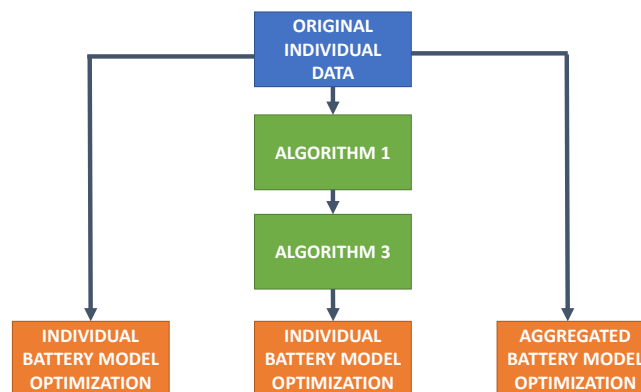 ORIGINAL
INDIVIDUAL
DATA
ALGORITHM 1
ALGORITHM 3
INDIVIDUAL
BATTERY MODEL
OPTIMIZATION
INDIVIDUAL
BATTERY MODEL
OPTIMIZATION
AGGREGATED
BATTERY MODEL
OPTIMIZATION